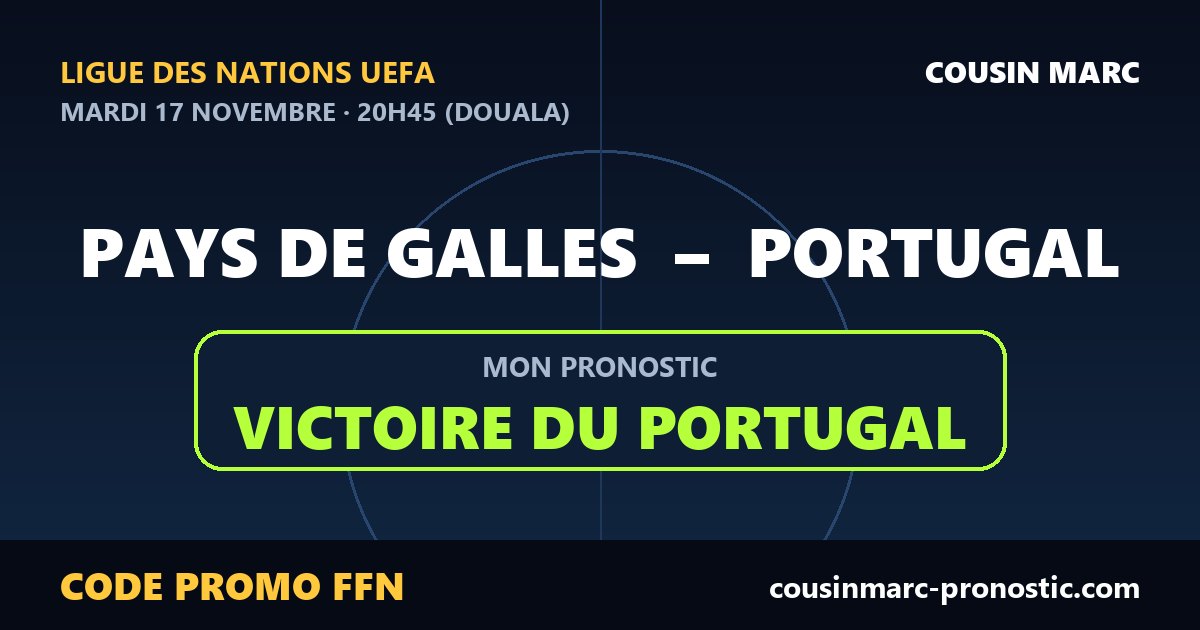 LIGUE DES NATIONS UEFA
COUSIN MARC
MARDI 17 NOVEMBRE · 20H45 (DOUALA)
PAYS DE GALLES – PORTUGAL
MON PRONOSTIC
VICTOIRE DU PORTUGAL
CODE PROMO FFN
cousinmarc-pronostic.com